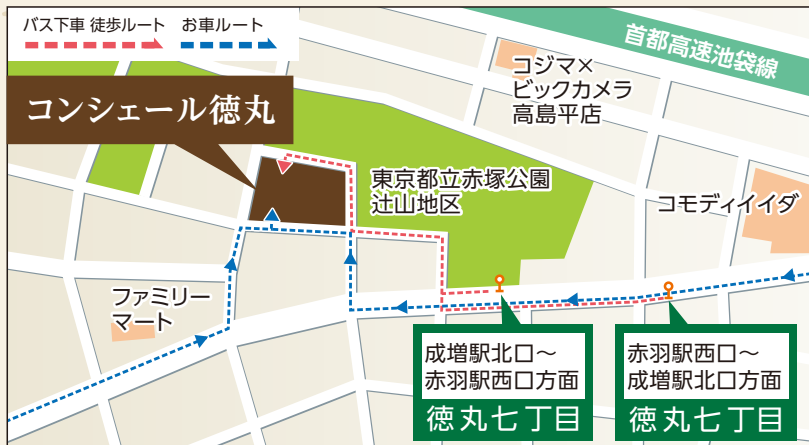 バス下車 徒歩ルート
お車ルート
首都高速池袋線
コジマ×
ビックカメラ
高島平店
コンシェール徳丸
東京都立赤塚公園
辻山地区
コモディイイダ
ファミリー
マート
成増駅北口〜
赤羽駅西口方面
徳丸七丁目
赤羽駅西口〜
成増駅北口方面
徳丸七丁目